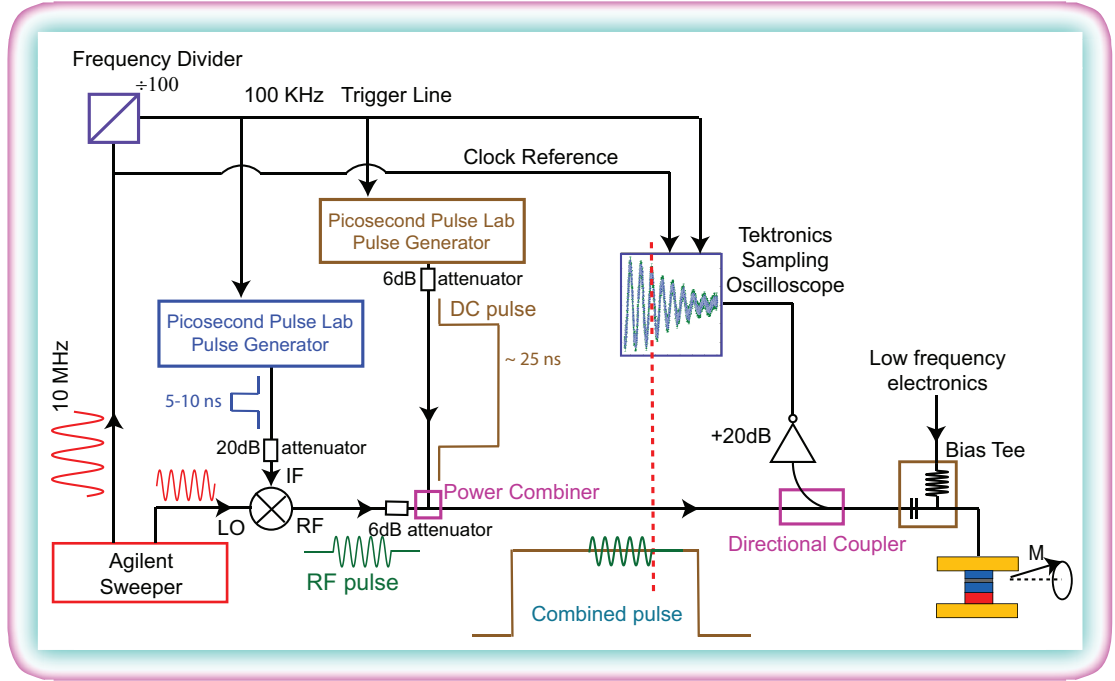 Frequency Divider
÷100
100 KHz Trigger Line
Clock Reference
Picosecond Pulse Lab
Pulse Generator
6dB attenuator
DC pulse
~ 25 ns
Picosecond Pulse Lab
Pulse Generator
5-10 ns
20dB attenuator
IF
10 MHz
LO
RF
6dB attenuator
Power Combiner
Agilent
Sweeper
RF pulse
Combined pulse
Tektronics
Sampling
Oscilloscope
+20dB
Directional Coupler
Low frequency
electronics
Bias Tee
M